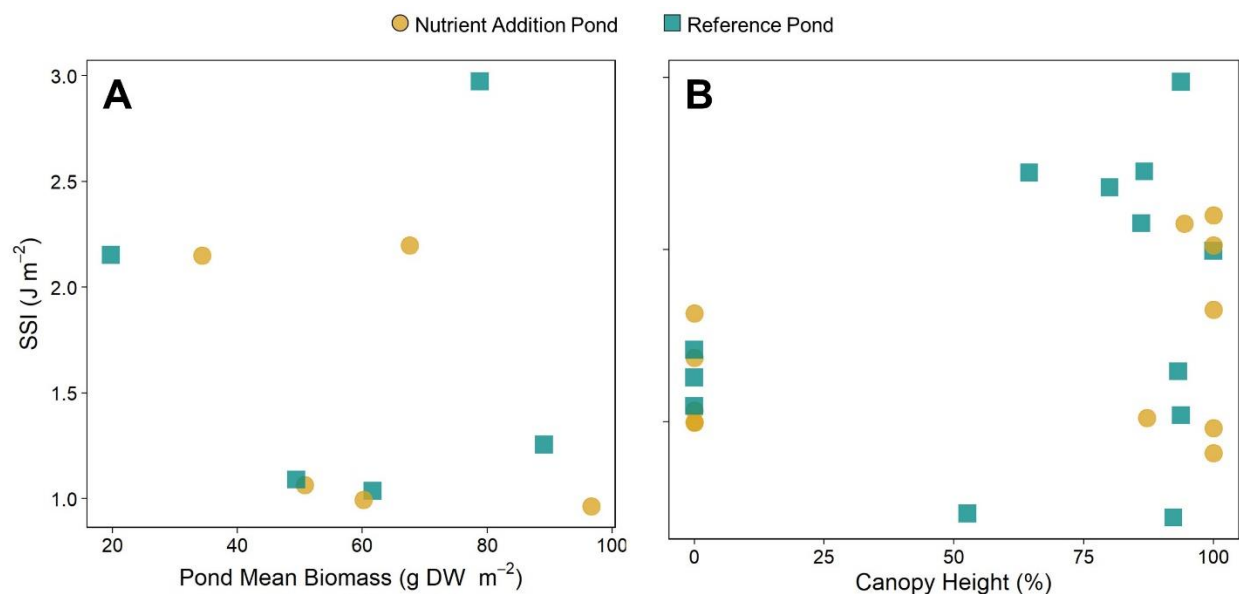 Nutrient Addition Pond
Reference Pond
A
3.0
2.5
2.0
1.5
1.0
SSI (J m⁻²)
20 40 60 80 100
Pond Mean Biomass (g DW m⁻²)
B
0 25 50 75 100
Canopy Height (%)